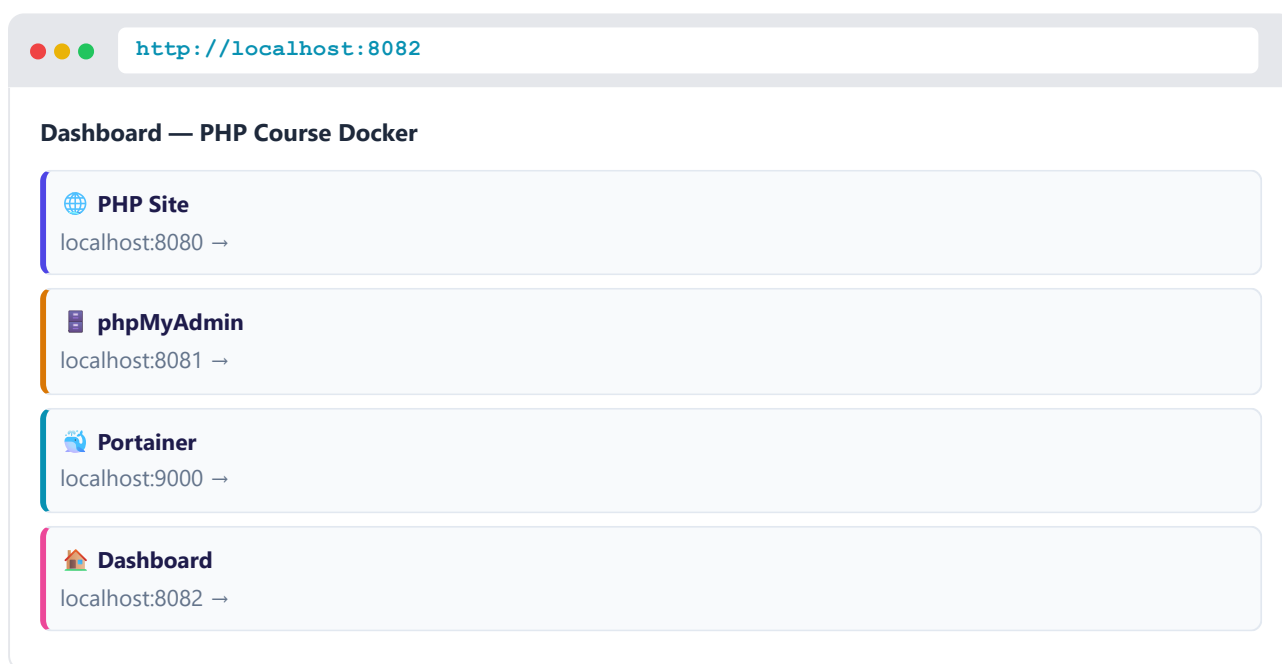 http://localhost:8082
Dashboard — PHP Course Docker
🌐 PHP Site
localhost:8080 →
🗄️ phpMyAdmin
localhost:8081 →
🐳 Portainer
localhost:9000 →
🏠 Dashboard
localhost:8082 →